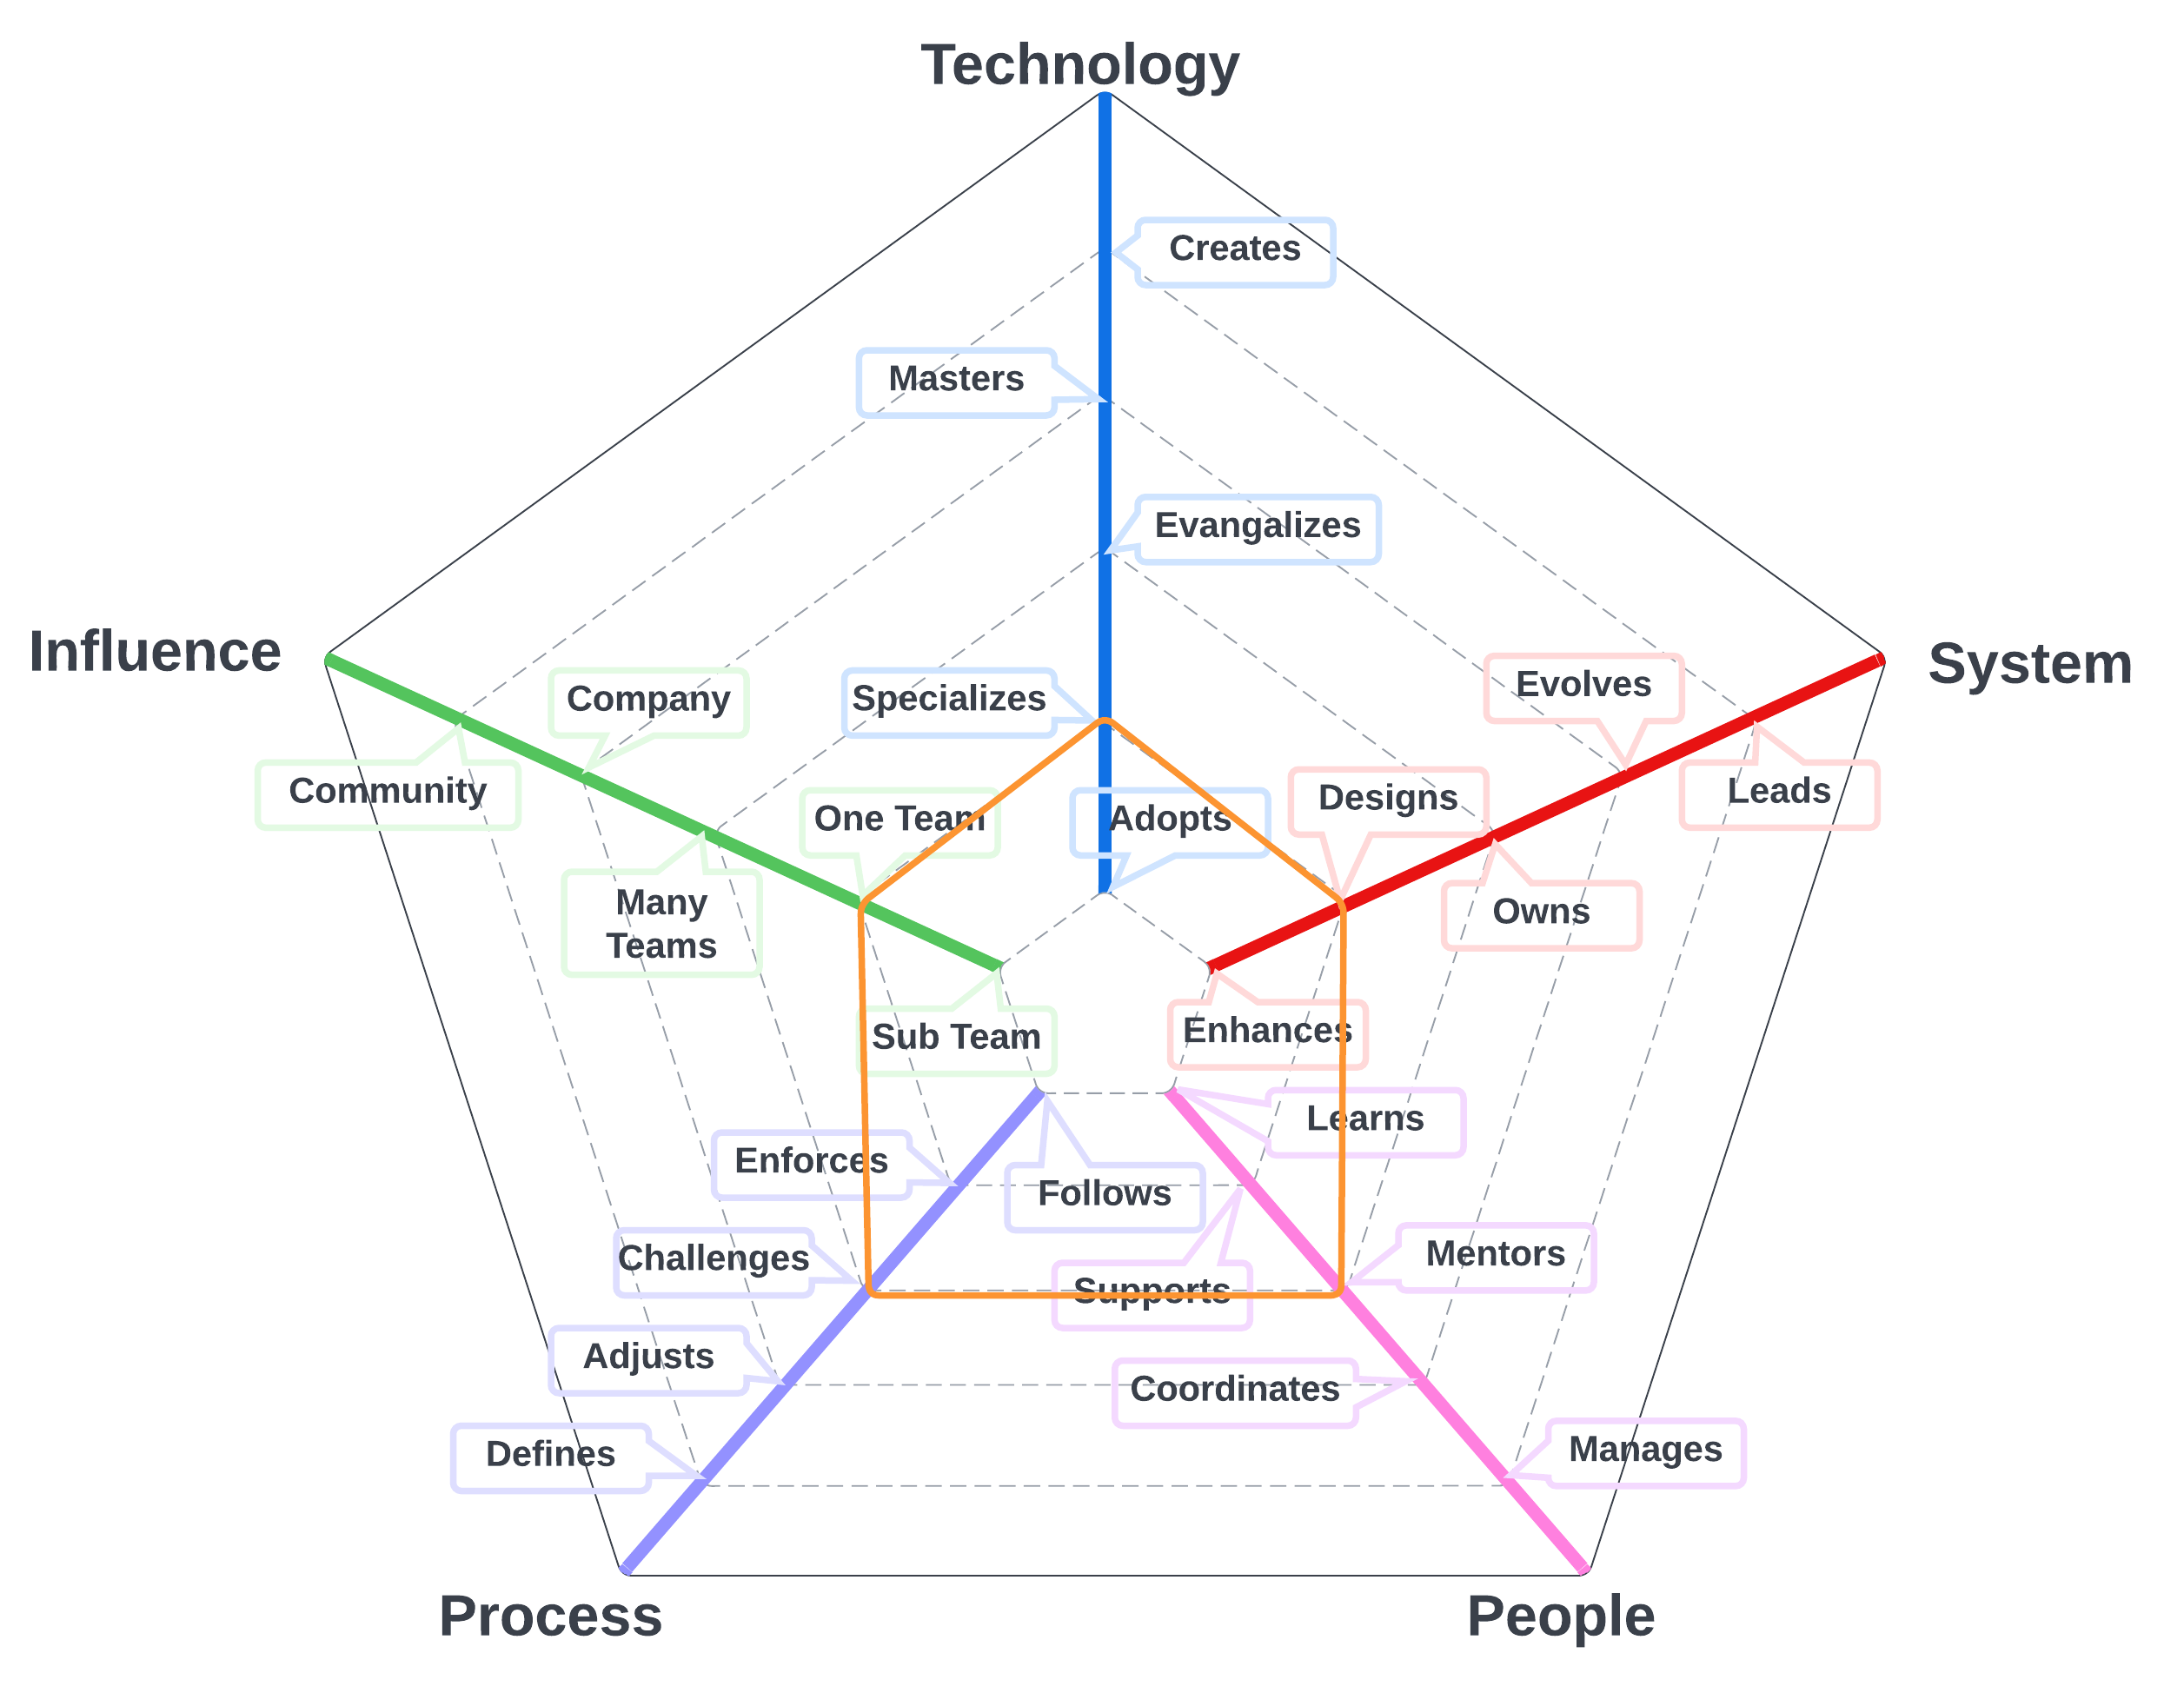 Technology
Creates
Masters
Evangalizes
Influence
System
Company
Specializes
Evolves
Community
One Team
Adopts
Designs
Leads
Many
Teams
Owns
Sub Team
Enhances
Learns
Enforces
Follows
Challenges
Supports
Mentors
Adjusts
Coordinates
Defines
Manages
Process
People